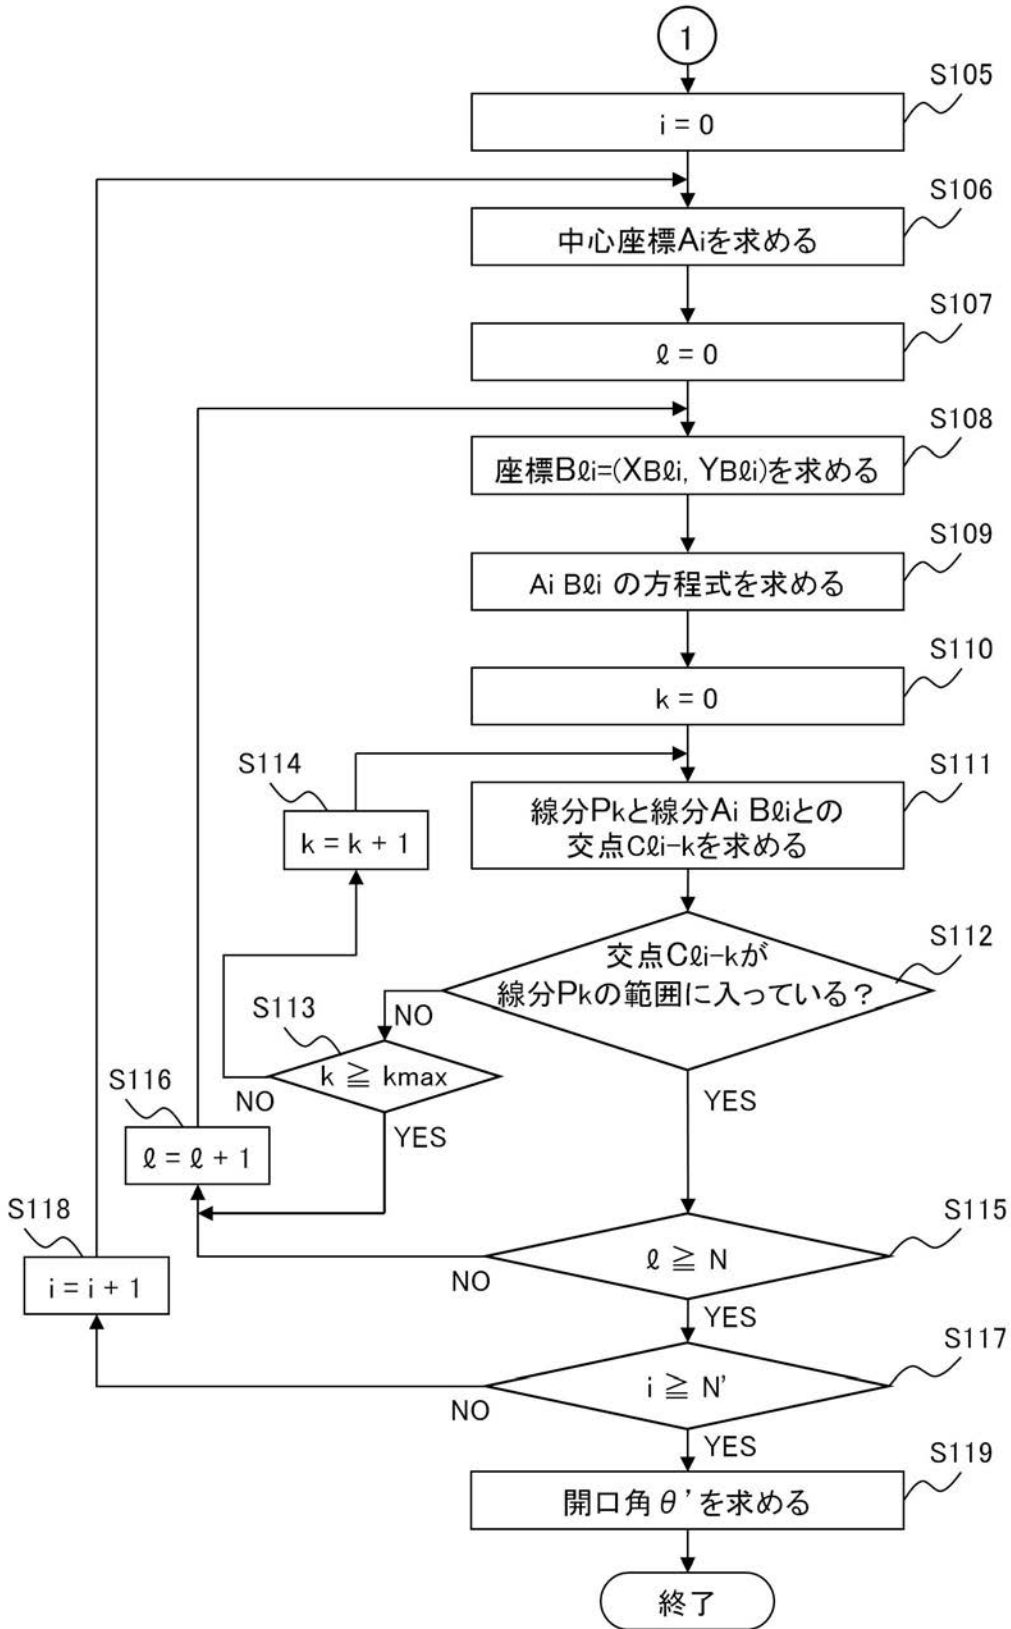 1
S105
i = 0
S106
中心座標Aiを求める
S107
ℓ = 0
S108
座標Bℓi=(XBℓi, YBℓi)を求める
S109
Ai Bℓi の方程式を求める
S110
k = 0
S114
k = k + 1
S111
線分Pkと線分Ai Bℓiとの
交点Cℓi-kを求める
S112
交点Cℓi-kが
線分Pkの範囲に入っている？
NO
YES
S113
k ≧ kmax
NO
YES
S116
ℓ = ℓ + 1
S115
ℓ ≧ N
NO
YES
S118
i = i + 1
S117
i ≧ N'
NO
YES
S119
開口角θ'を求める
終了